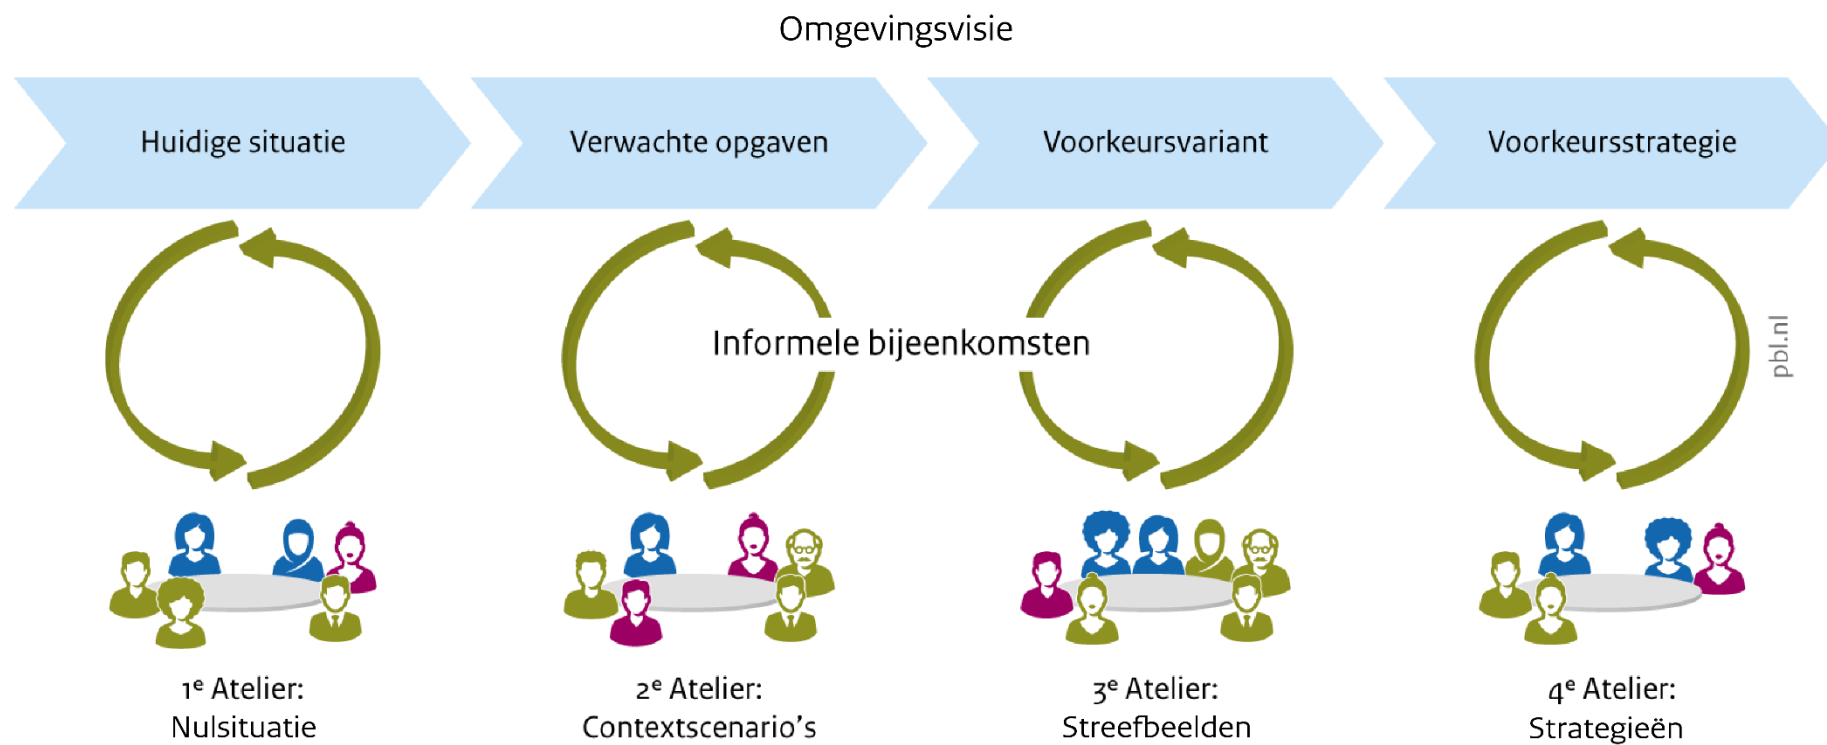 Omgevingsvisie
Huidige situatie
Verwachte opgaven
Voorkeursvariant
Voorkeursstrategie
Informele bijeenkomsten
pbl.nl
1e Atelier:
Nulsituatie
2e Atelier:
Contextscenario's
3e Atelier:
Streefbeelden
4e Atelier:
Strategieën